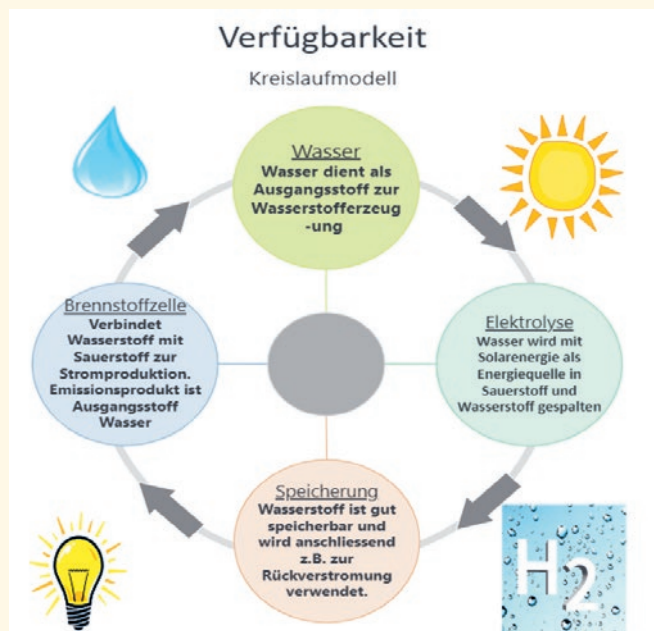 Verfügbarkeit
Kreislaufmodell
Wasser
Wasser dient als
Ausgangsstoff zur
Wasserstofferzeug
-ung
Elektrolyse
Wasser wird mit
Solarenergie als
Energiequelle in
Sauerstoff und
Wasserstoff gespalten
Speicherung
Wasserstoff ist gut
speicherbar und
wird anschliessend
z.B. zur
Rückverstromung
verwendet.
Brennstoffzelle
Verbindet
Wasserstoff mit
Sauerstoff zur
Stromproduktion.
Emissionsprodukt ist
Ausgangsstoff
Wasser
H2